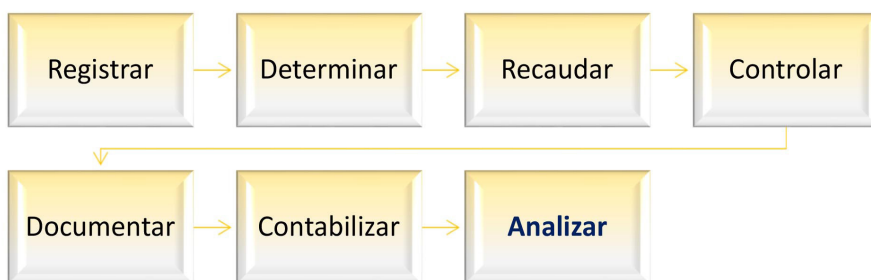 Registrar
Determinar
Recaudar
Controlar
Documentar
Contabilizar
Analizar